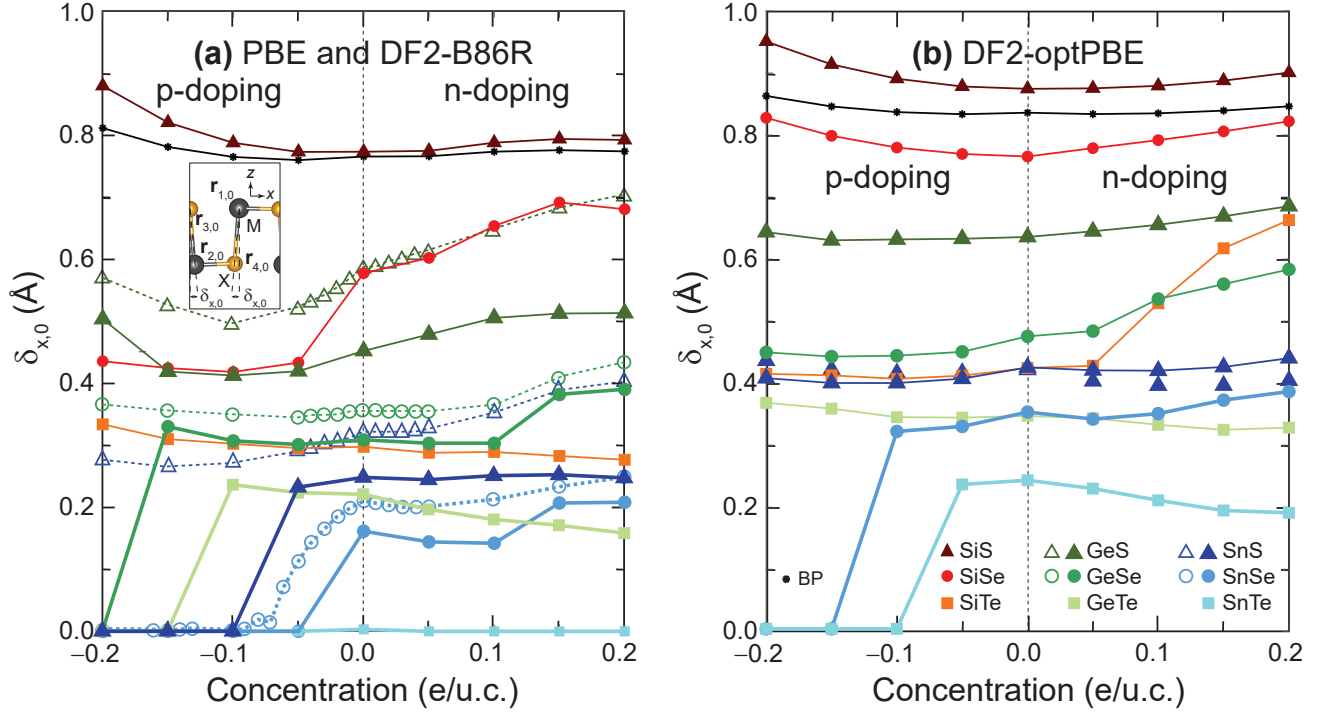 (a) PBE and DF2-B86R
p-doping
n-doping
1.0
0.8
0.6
0.4
0.2
0.0
δx,0 (Å)
r1,0
z
x
M
r3,0
r2,0
X
r4,0
δx,0
δx,0
−0.2
−0.1
0.0
0.1
0.2
Concentration (e/u.c.)
(b) DF2-optPBE
p-doping
n-doping
1.0
0.8
0.6
0.4
0.2
0.0
δx,0 (Å)
BP
SiS
GeS
SnS
SiSe
GeSe
SnSe
SiTe
GeTe
SnTe
−0.2
−0.1
0.0
0.1
0.2
Concentration (e/u.c.)